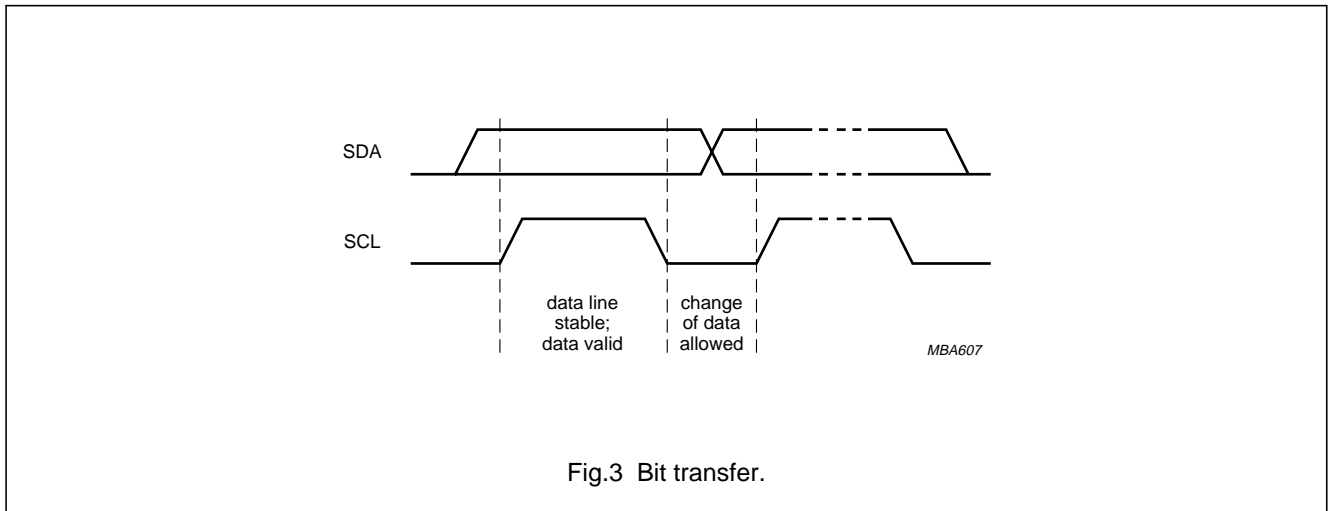 SDA
SCL
data line
stable;
data valid
change
of data
allowed
MBA607
Fig.3 Bit transfer.